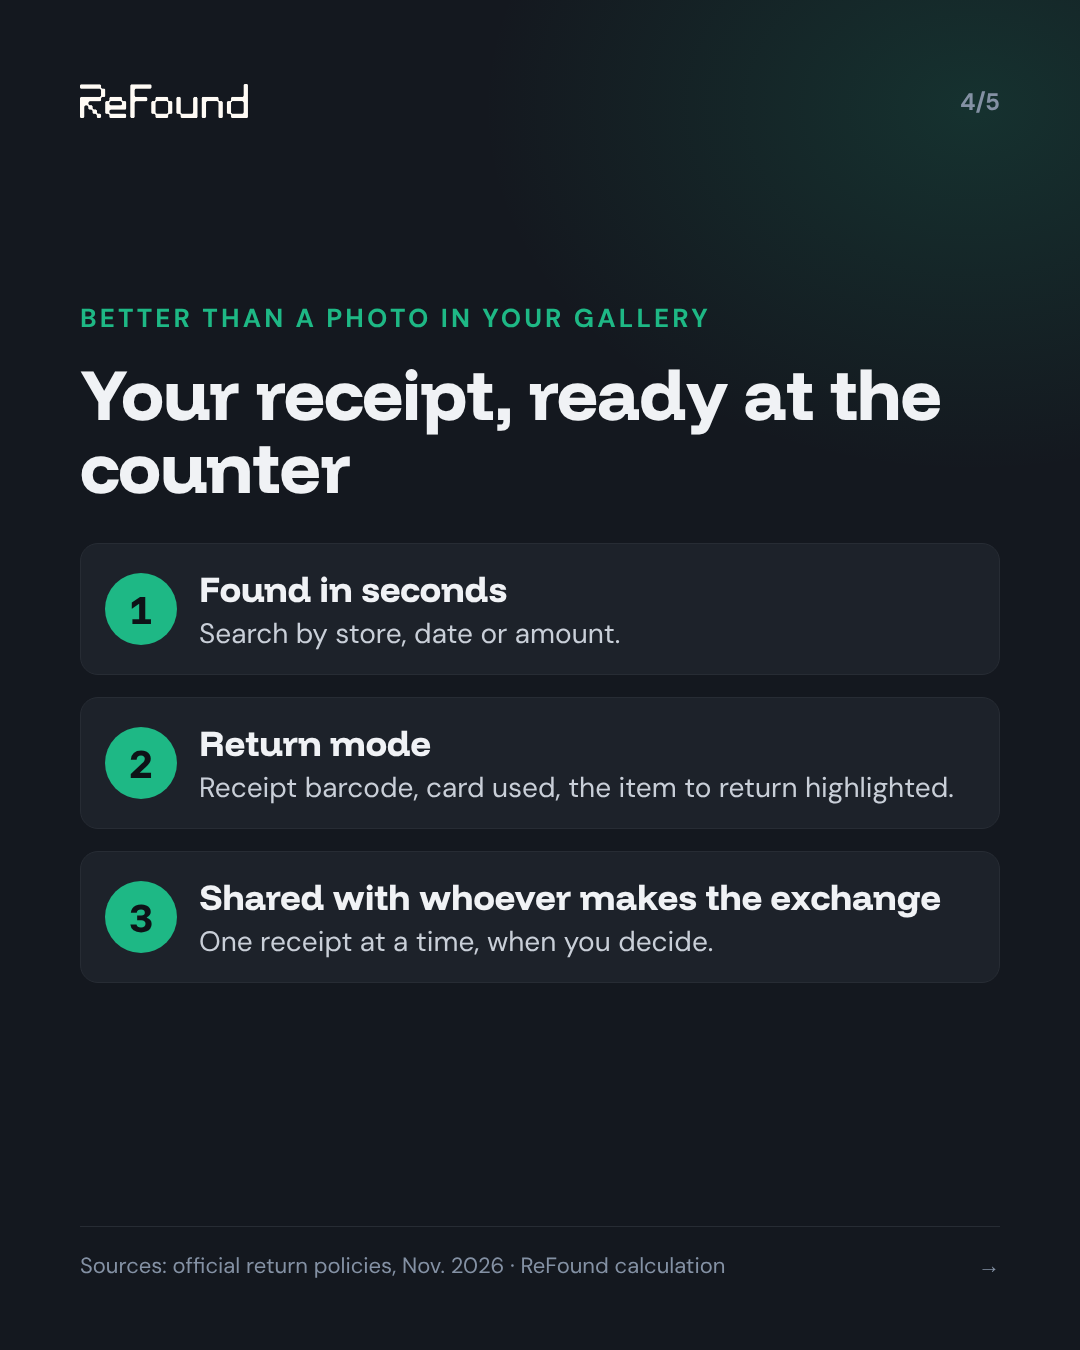 ReFound
4/5
BETTER THAN A PHOTO IN YOUR GALLERY
Your receipt, ready at the
counter
1
Found in seconds
Search by store, date or amount.
2
Return mode
Receipt barcode, card used, the item to return highlighted.
3
Shared with whoever makes the exchange
One receipt at a time, when you decide.
Sources: official return policies, Nov. 2026 · ReFound calculation →